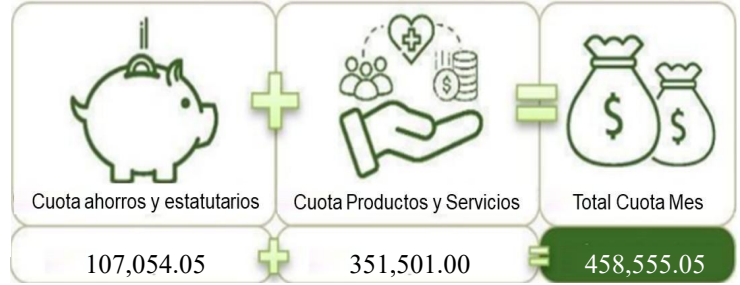 $
$ $
Cuota ahorros y estatutarios Cuota Productos y Servicios Total Cuota Mes
107,054.05 + 351,501.00 = 458,555.05